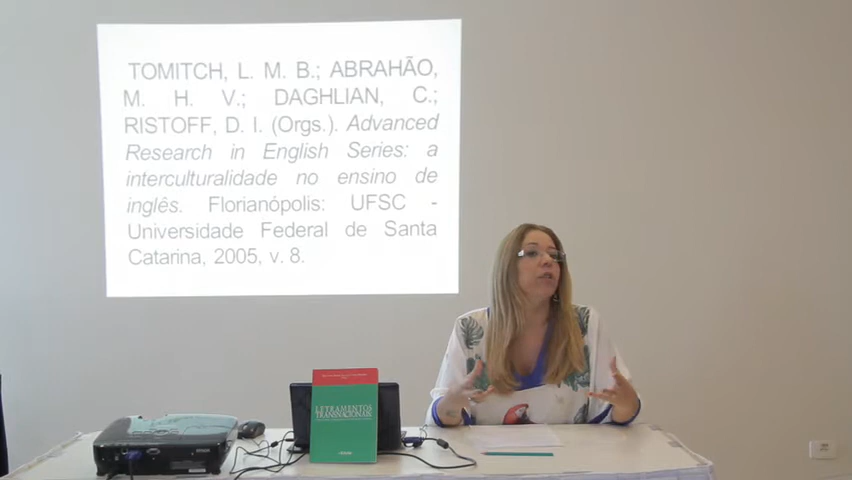 TOMITCH, L. M. B.; ABRAHÃO,
M. H. V.; DAGHLIAN, C.;
RISTOFF, D. I. (Orgs.). Advanced
Research in English Series: a
interculturalidade no ensino de
inglês. Florianópolis: UFSC -
Universidade Federal de Santa
Catarina, 2005, v. 8.
LETRAMENTOS
TRANSNACIONAIS